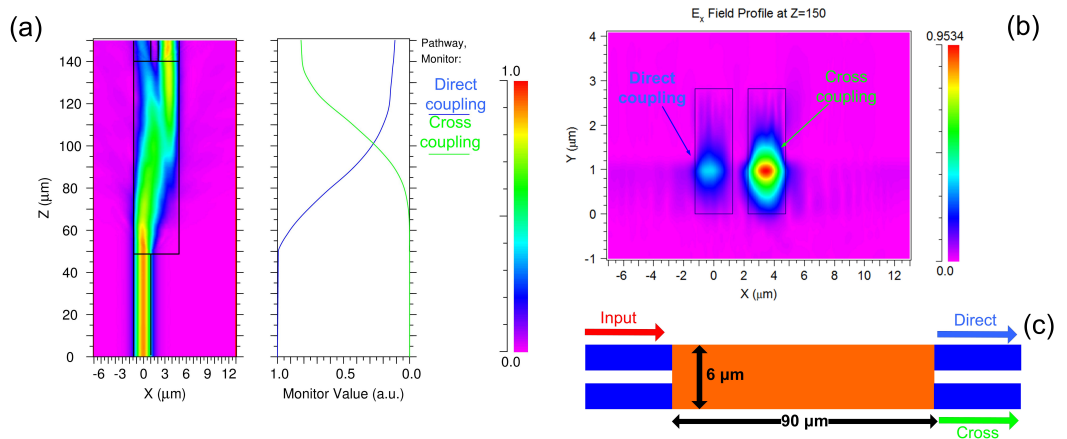 (a)
140
120
100
80
60
40
20
0
Z (μm)
-6 -3 0 3 6 9 12
X (μm)
1.0 0.5 0.0
Monitor Value (a.u.)
Pathway,
Monitor:
Direct
coupling
Cross
coupling
1.0
0.0
(b)
Ex Field Profile at Z=150
4
3
2
1
0
-1
Y (μm)
-6 -4 -2 0 2 4 6 8 10 12
X (μm)
Direct
coupling
Cross
coupling
0.9534
0.0
(c)
Input
Direct
6 μm
90 μm
Cross